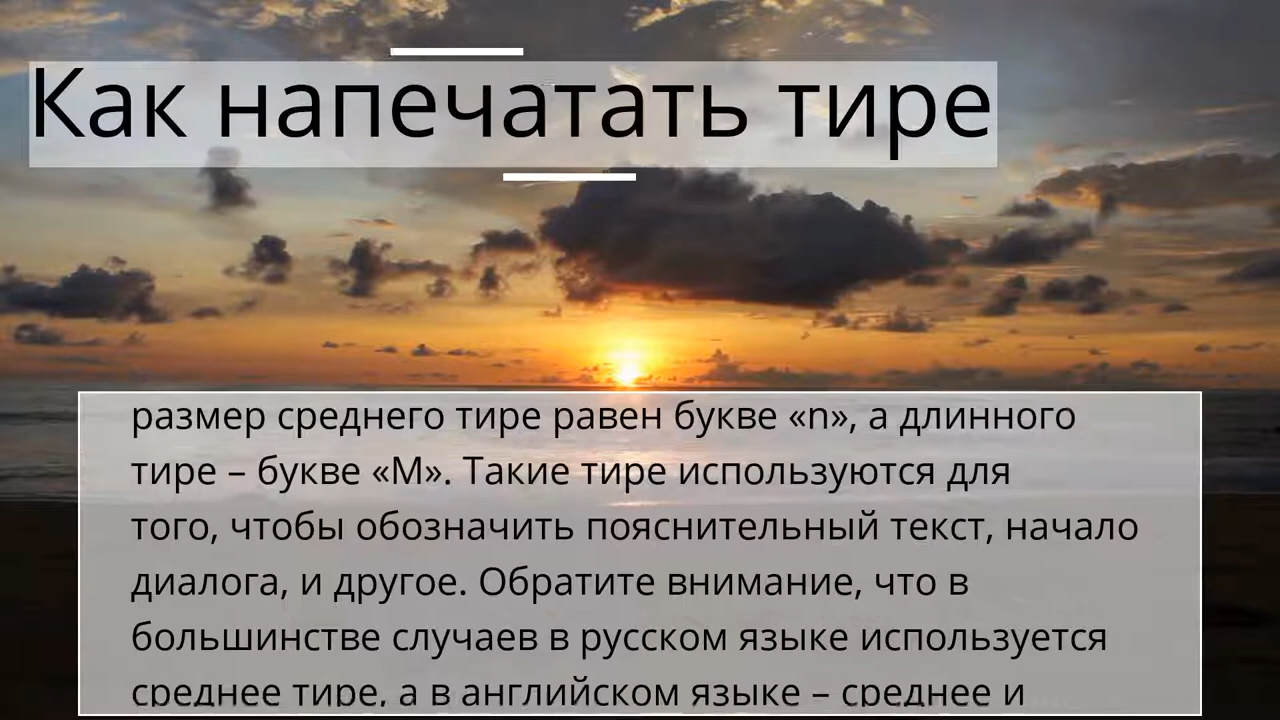 Как напечатать тире
размер среднего тире равен букве «n», а длинного
тире – букве «M». Такие тире используются для
того, чтобы обозначить пояснительный текст, начало
диалога, и другое. Обратите внимание, что в
большинстве случаев в русском языке используется
среднее тире, а в английском языке – среднее и